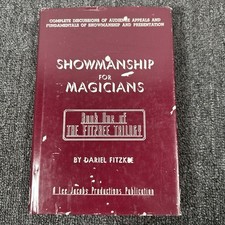 COMPLETE DISCUSSIONS OF AUDIENCE APPEALS AND
FUNDAMENTALS OF SHOWMANSHIP AND PRESENTATION
SHOWMANSHIP
FOR
MAGICIANS
Book One of
THE FITZKEE TRILOGY
BY DARIEL FITZKEE
A Lee Jacobs Productions Publication